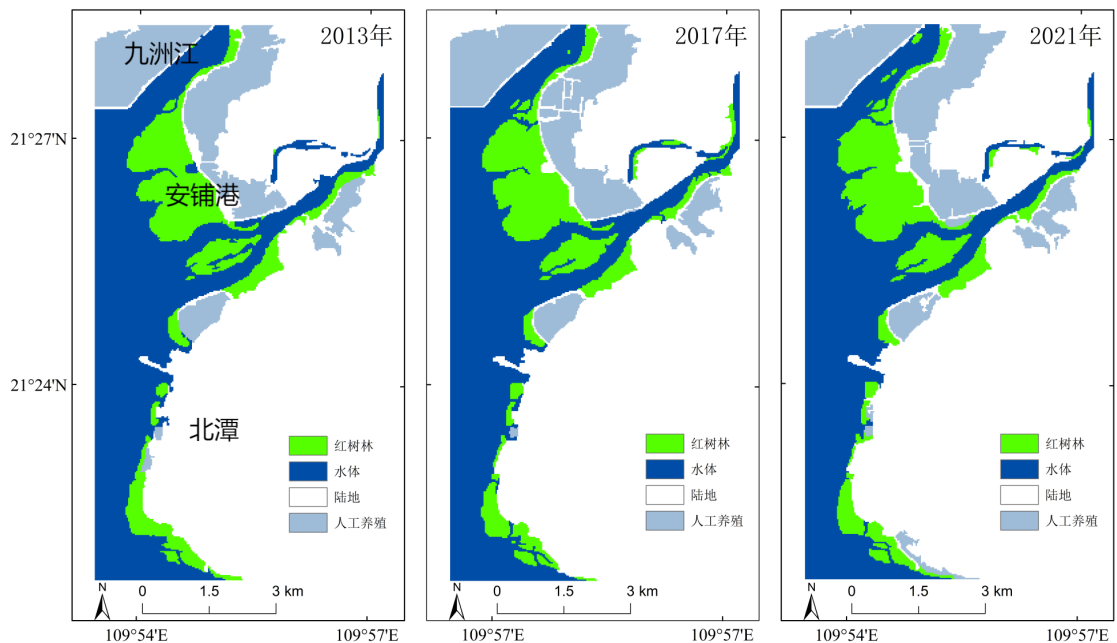 2013年
九洲江
安铺港
北潭
21°27′N
21°24′N
红树林
水体
陆地
人工养殖
N
0 1.5 3 km
109°54′E 109°57′E
2017年
红树林
水体
陆地
人工养殖
N
0 1.5 3 km
109°54′E 109°57′E
2021年
红树林
水体
陆地
人工养殖
N
0 1.5 3 km
109°54′E 109°57′E